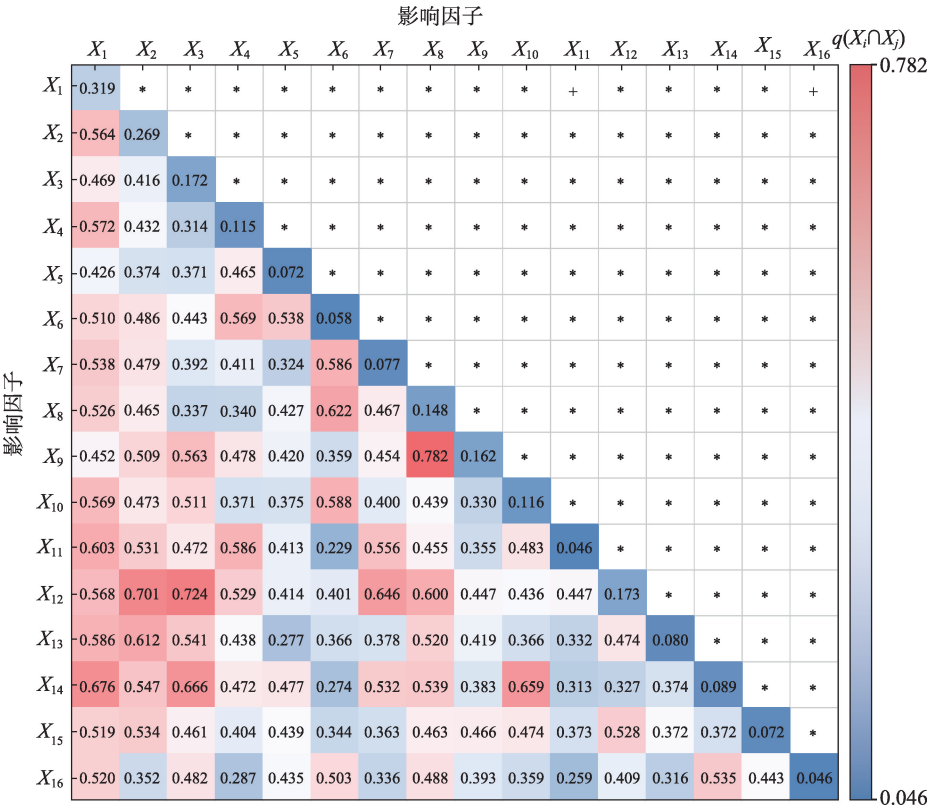 影响因子
X1 X2 X3 X4 X5 X6 X7 X8 X9 X10 X11 X12 X13 X14 X15 X16 q(Xi∩Xj)
X1 0.319 * * * * * * * * * + * * * * + 0.782
X2 0.564 0.269 * * * * * * * * * * * * * *
X3 0.469 0.416 0.172 * * * * * * * * * * * * *
X4 0.572 0.432 0.314 0.115 * * * * * * * * * * * *
X5 0.426 0.374 0.371 0.465 0.072 * * * * * * * * * * *
X6 0.510 0.486 0.443 0.569 0.538 0.058 * * * * * * * * * *
X7 0.538 0.479 0.392 0.411 0.324 0.586 0.077 * * * * * * * * *
影响因子
X8 0.526 0.465 0.337 0.340 0.427 0.622 0.467 0.148 * * * * * * * *
X9 0.452 0.509 0.563 0.478 0.420 0.359 0.454 0.782 0.162 * * * * * * *
X10 0.569 0.473 0.511 0.371 0.375 0.588 0.400 0.439 0.330 0.116 * * * * * *
X11 0.603 0.531 0.472 0.586 0.413 0.229 0.556 0.455 0.355 0.483 0.046 * * * * *
X12 0.568 0.701 0.724 0.529 0.414 0.401 0.646 0.600 0.447 0.436 0.447 0.173 * * * *
X13 0.586 0.612 0.541 0.438 0.277 0.366 0.378 0.520 0.419 0.366 0.332 0.474 0.080 * * *
X14 0.676 0.547 0.666 0.472 0.477 0.274 0.532 0.539 0.383 0.659 0.313 0.327 0.374 0.089 * *
X15 0.519 0.534 0.461 0.404 0.439 0.344 0.363 0.463 0.466 0.474 0.373 0.528 0.372 0.372 0.072 *
X16 0.520 0.352 0.482 0.287 0.435 0.503 0.336 0.488 0.393 0.359 0.259 0.409 0.316 0.535 0.443 0.046 0.046